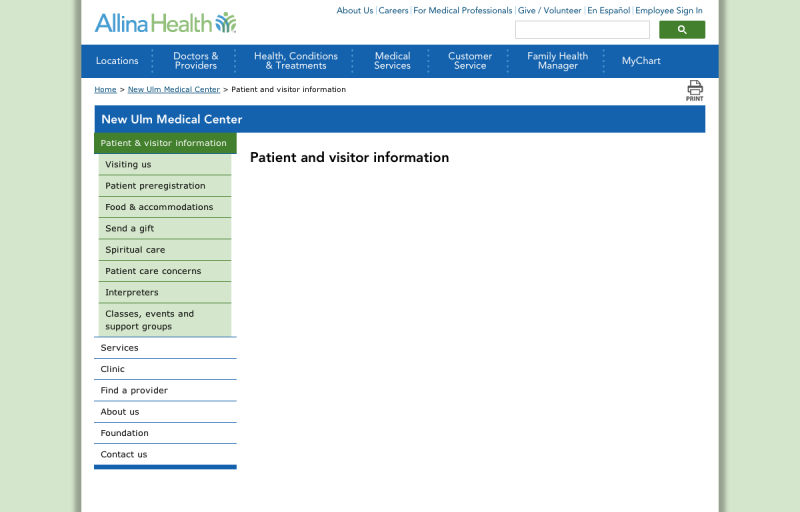 AllinaHealth
About Us | Careers | For Medical Professionals | Give / Volunteer | En Español | Employee Sign In
Locations
Doctors &
Providers
Health, Conditions
& Treatments
Medical
Services
Customer
Service
Family Health
Manager
MyChart
Home > New Ulm Medical Center > Patient and visitor information
PRINT
New Ulm Medical Center
Patient & visitor information
Visiting us
Patient preregistration
Food & accommodations
Send a gift
Spiritual care
Patient care concerns
Interpreters
Classes, events and
support groups
Services
Clinic
Find a provider
About us
Foundation
Contact us
Patient and visitor information